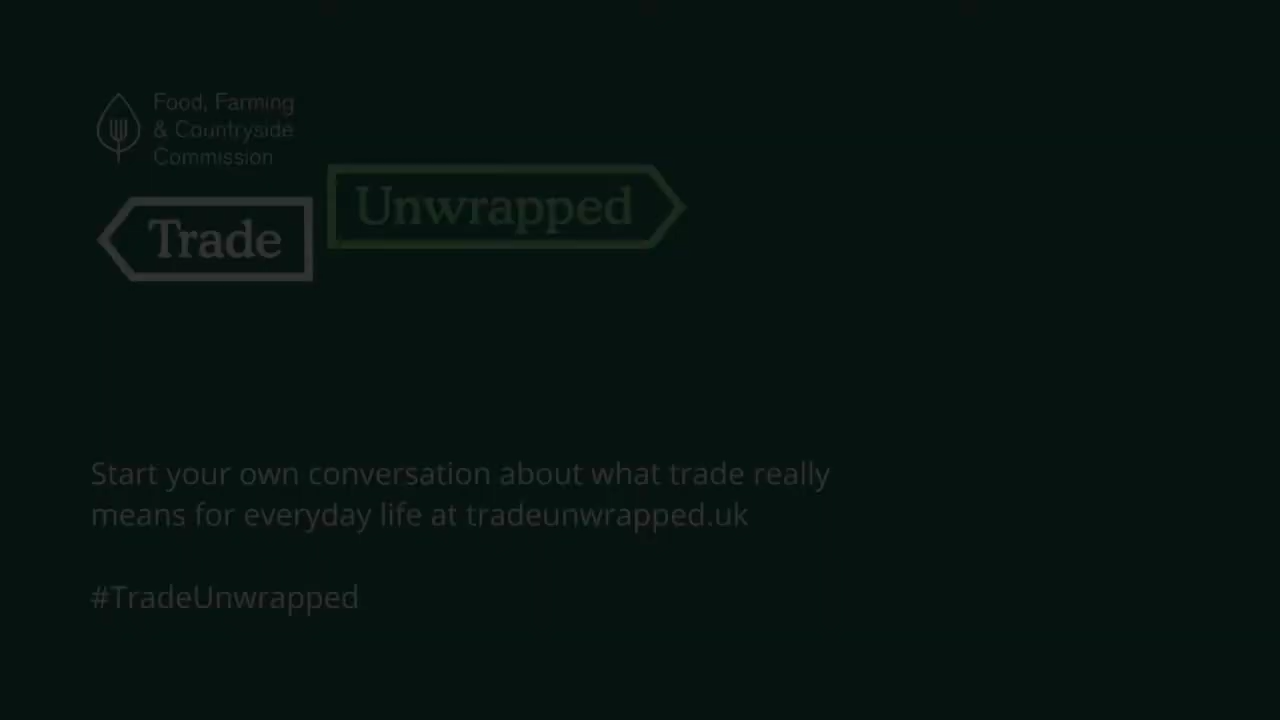 Food, Farming
& Countryside
Commission
Trade
Unwrapped
Start your own conversation about what trade really
means for everyday life at tradeunwrapped.uk
#TradeUnwrapped